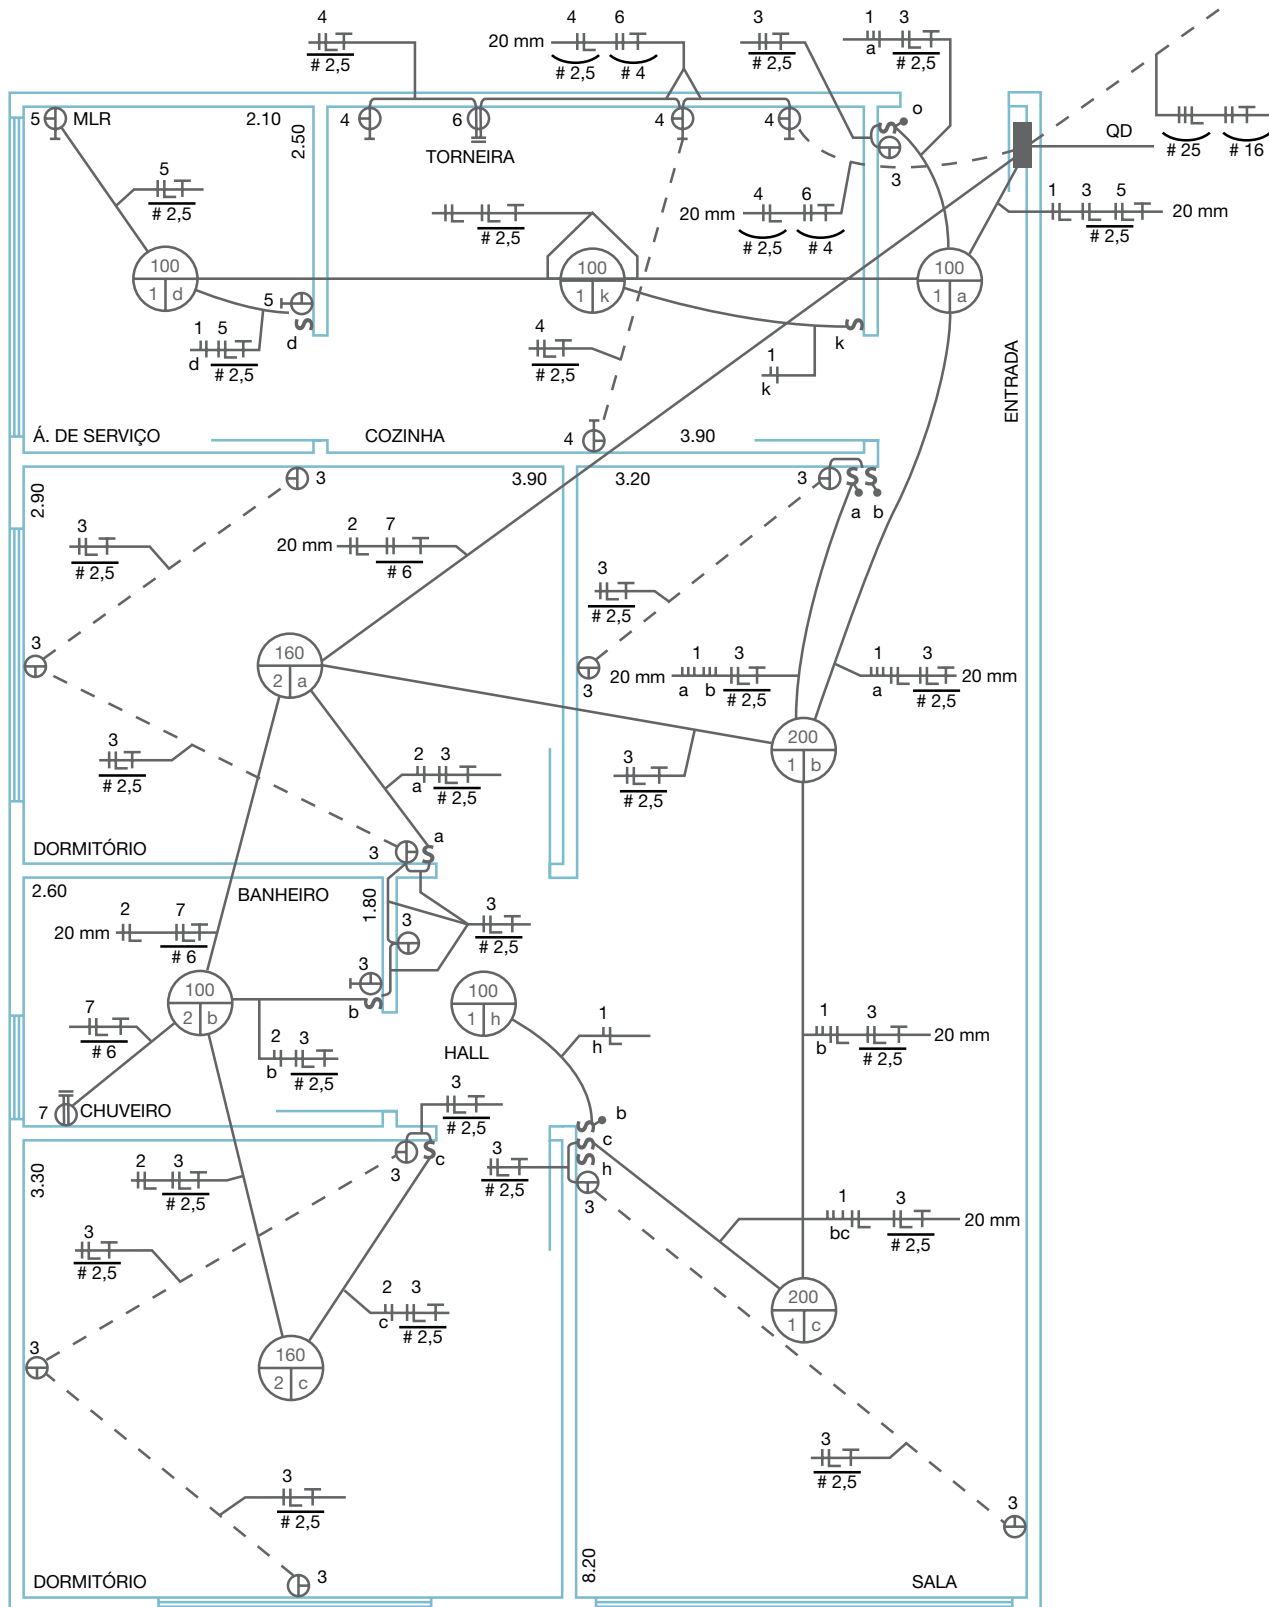 4
# 2,5
20 mm
4 6
# 2,5 # 4
3
# 2,5
1 3
a # 2,5
5 MLR
2.10
2.50
4
6
TORNEIRA
4
4
o
3
QD
# 25 # 16
5
# 2,5
# 2,5
20 mm
4 6
# 2,5 # 4
1 3 5
# 2,5
20 mm
100
1 d
100
1 k
100
1 a
5
d
1 5
d # 2,5
4
# 2,5
k
1
k
ENTRADA
Á. DE SERVIÇO
COZINHA
4
3.90
2.90
3
3.90
3.20
3
a b
3
# 2,5
20 mm
2 7
# 6
3
# 2,5
3
160
2 a
3
20 mm
1 3
a b # 2,5
1 3
a # 2,5
20 mm
200
1 b
3
# 2,5
2 3
a # 2,5
3
# 2,5
DORMITÓRIO
3
a
2.60
BANHEIRO
1.80
20 mm
2 7
# 6
3
3
# 2,5
3
b
100
2 b
100
1 h
HALL
7
# 6
2 3
b # 2,5
1
h
1 3
b # 2,5
20 mm
7 CHUVEIRO
3
# 2,5
b
c
h
3
3
c
3
# 2,5
3.30
2 3
# 2,5
3
# 2,5
1 3
bc # 2,5
20 mm
2 3
c # 2,5
200
1 c
3
160
2 c
3
# 2,5
3
# 2,5
3
3
DORMITÓRIO
8.20
SALA